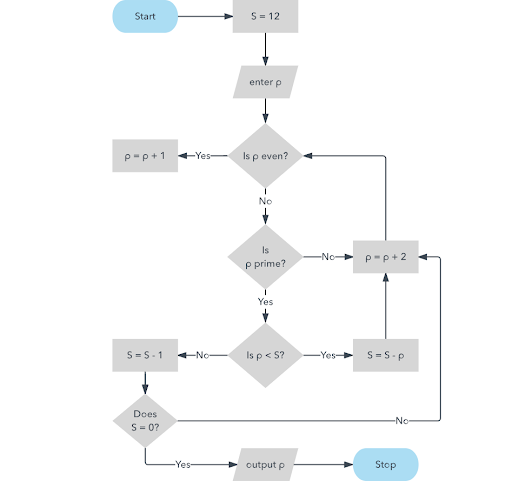 Start
S = 12
enter p
Is p even?
Yes
p = p + 1
No
Is
p prime?
No
p = p + 2
Yes
Is p < S?
No
S = S - 1
Yes
S = S - p
Does
S = 0?
No
Yes
output p
Stop